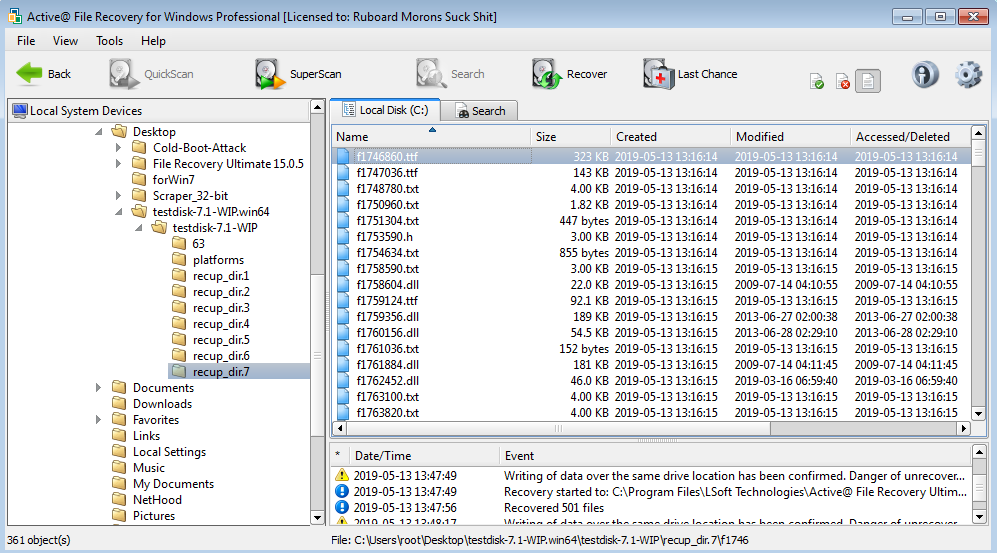 Active@ File Recovery for Windows Professional [Licensed to: Ruboard Morons Suck Shit]
File View Tools Help
Back QuickScan SuperScan Search Recover Last Chance
Local System Devices
Desktop
Cold-Boot-Attack
File Recovery Ultimate 15.0.5
forWin7
Scraper_32-bit
testdisk-7.1-WIP.win64
testdisk-7.1-WIP
63
platforms
recup_dir.1
recup_dir.2
recup_dir.3
recup_dir.4
recup_dir.5
recup_dir.6
recup_dir.7
Documents
Downloads
Favorites
Links
Local Settings
Music
My Documents
NetHood
Pictures
Local Disk (C:) Search
Name Size Created Modified Accessed/Deleted
f1746860.ttf 323 KB 2019-05-13 13:16:14 2019-05-13 13:16:14 2019-05-13 13:16:14
f1747036.ttf 143 KB 2019-05-13 13:16:14 2019-05-13 13:16:14 2019-05-13 13:16:14
f1748780.txt 4.00 KB 2019-05-13 13:16:14 2019-05-13 13:16:14 2019-05-13 13:16:14
f1750960.txt 1.82 KB 2019-05-13 13:16:14 2019-05-13 13:16:14 2019-05-13 13:16:14
f1751304.txt 447 bytes 2019-05-13 13:16:14 2019-05-13 13:16:14 2019-05-13 13:16:14
f1753590.h 3.00 KB 2019-05-13 13:16:14 2019-05-13 13:16:14 2019-05-13 13:16:14
f1754634.txt 855 bytes 2019-05-13 13:16:14 2019-05-13 13:16:14 2019-05-13 13:16:14
f1758590.txt 3.00 KB 2019-05-13 13:16:15 2019-05-13 13:16:15 2019-05-13 13:16:15
f1758604.dll 22.0 KB 2019-05-13 13:16:15 2009-07-14 04:10:55 2009-07-14 04:10:55
f1759124.ttf 92.1 KB 2019-05-13 13:16:15 2019-05-13 13:16:15 2019-05-13 13:16:15
f1759356.dll 189 KB 2019-05-13 13:16:15 2013-06-27 02:00:38 2013-06-27 02:00:38
f1760156.dll 54.5 KB 2019-05-13 13:16:15 2013-06-28 02:29:10 2013-06-28 02:29:10
f1761036.txt 152 bytes 2019-05-13 13:16:15 2019-05-13 13:16:15 2019-05-13 13:16:15
f1761884.dll 181 KB 2019-05-13 13:16:15 2009-07-14 04:11:45 2009-07-14 04:11:45
f1762452.dll 46.0 KB 2019-05-13 13:16:15 2019-03-16 06:59:40 2019-03-16 06:59:40
f1763100.txt 4.00 KB 2019-05-13 13:16:15 2019-05-13 13:16:15 2019-05-13 13:16:15
f1763820.txt 4.00 KB 2019-05-13 13:16:15 2019-05-13 13:16:15 2019-05-13 13:16:15
* Date/Time Event
2019-05-13 13:47:49 Writing of data over the same drive location has been confirmed. Danger of unrecover...
2019-05-13 13:47:49 Recovery started to: C:\Program Files\LSoft Technologies\Active@ File Recovery Ultim...
2019-05-13 13:47:56 Recovered 501 files
2019-05-13 13:48:17 Writing of data over the same drive location has been confirmed. Danger of unrecover...
361 object(s) File: C:\Users\root\Desktop\testdisk-7.1-WIP.win64\testdisk-7.1-WIP\recup_dir.7\f1746